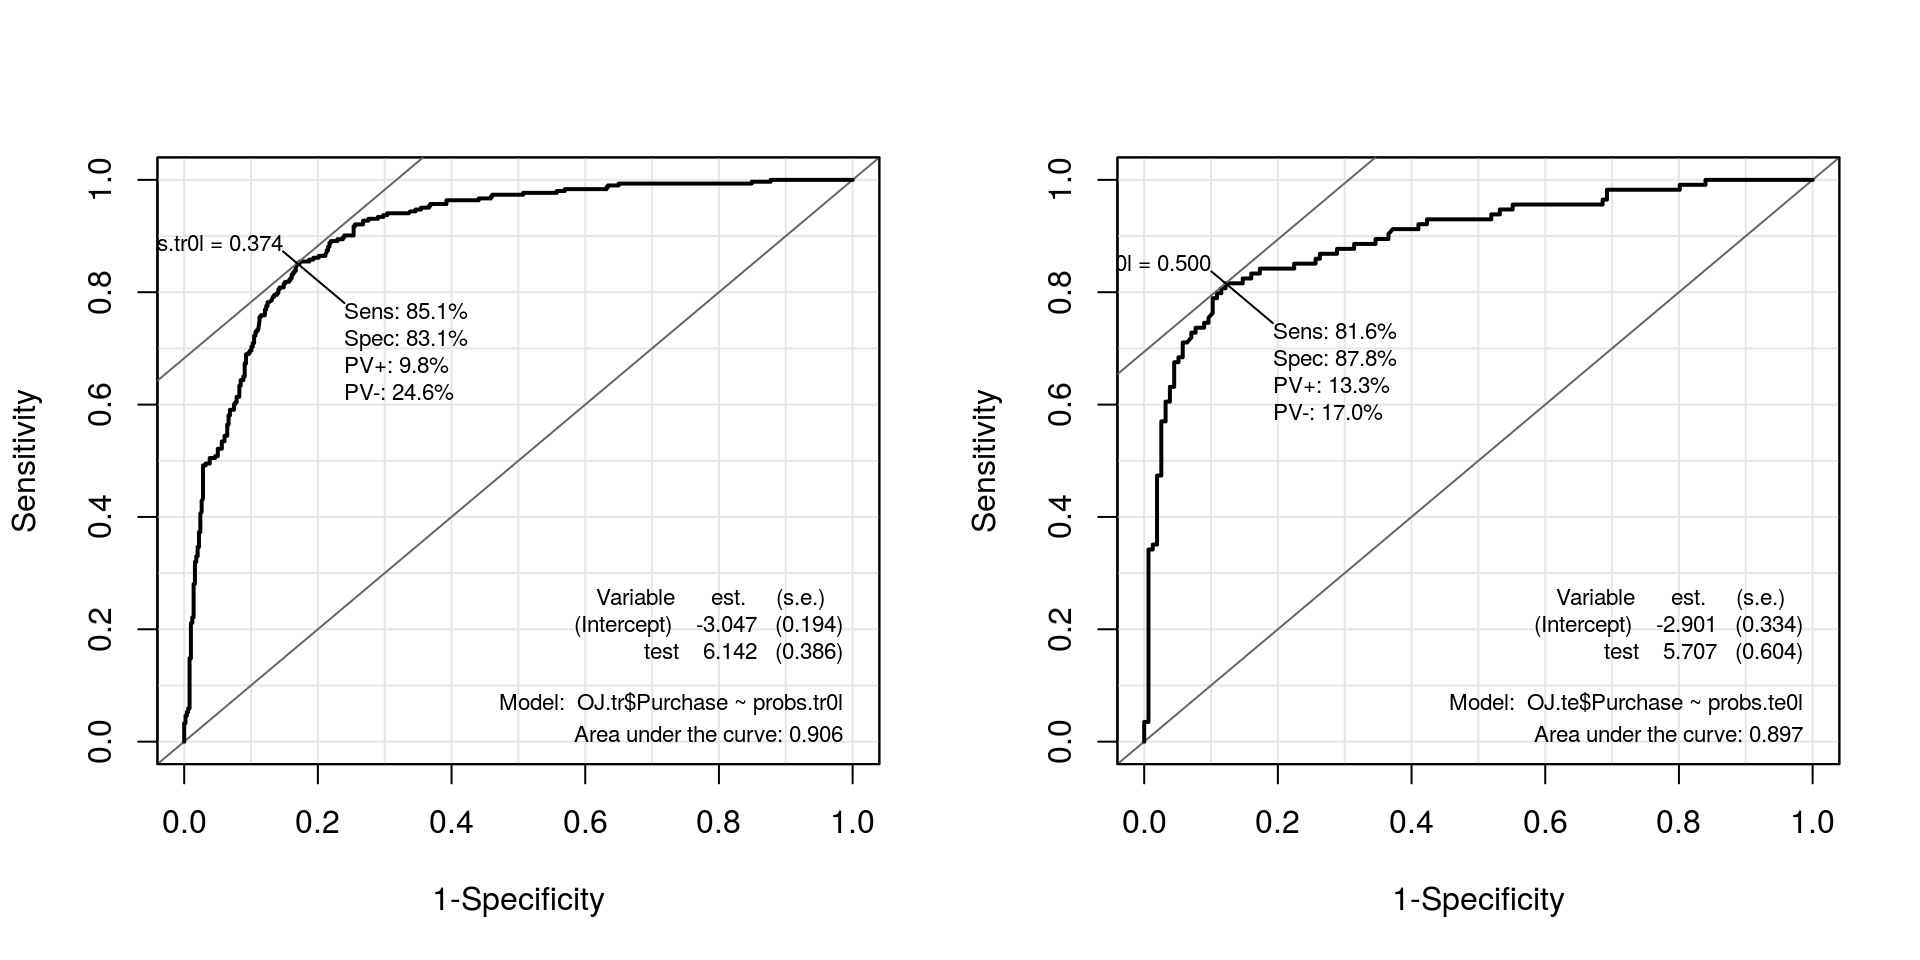 Sensitivity
1.0
0.8
0.6
0.4
0.2
0.0
s.tr0l = 0.374
Sens: 85.1%
Spec: 83.1%
PV+: 9.8%
PV-: 24.6%
Variable est. (s.e.)
(Intercept) -3.047 (0.194)
test 6.142 (0.386)
Model: OJ.tr$Purchase ~ probs.tr0l
Area under the curve: 0.906
0.0 0.2 0.4 0.6 0.8 1.0
1-Specificity
Sensitivity
1.0
0.8
0.6
0.4
0.2
0.0
0l = 0.500
Sens: 81.6%
Spec: 87.8%
PV+: 13.3%
PV-: 17.0%
Variable est. (s.e.)
(Intercept) -2.901 (0.334)
test 5.707 (0.604)
Model: OJ.te$Purchase ~ probs.te0l
Area under the curve: 0.897
0.0 0.2 0.4 0.6 0.8 1.0
1-Specificity